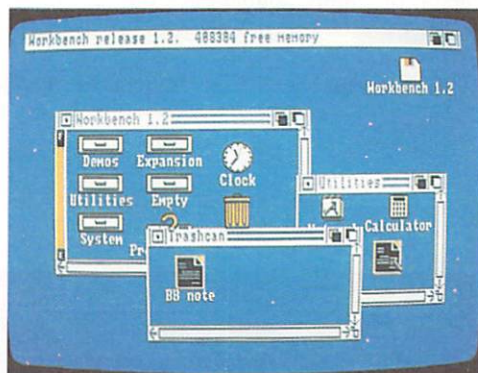 Workbench release 1.2. 408384 free memory
Workbench 1.2
Workbench 1.2
Demos Expansion
Clock
Utilities Empty
System
Utilities
Calculator
Trashcan
BB note